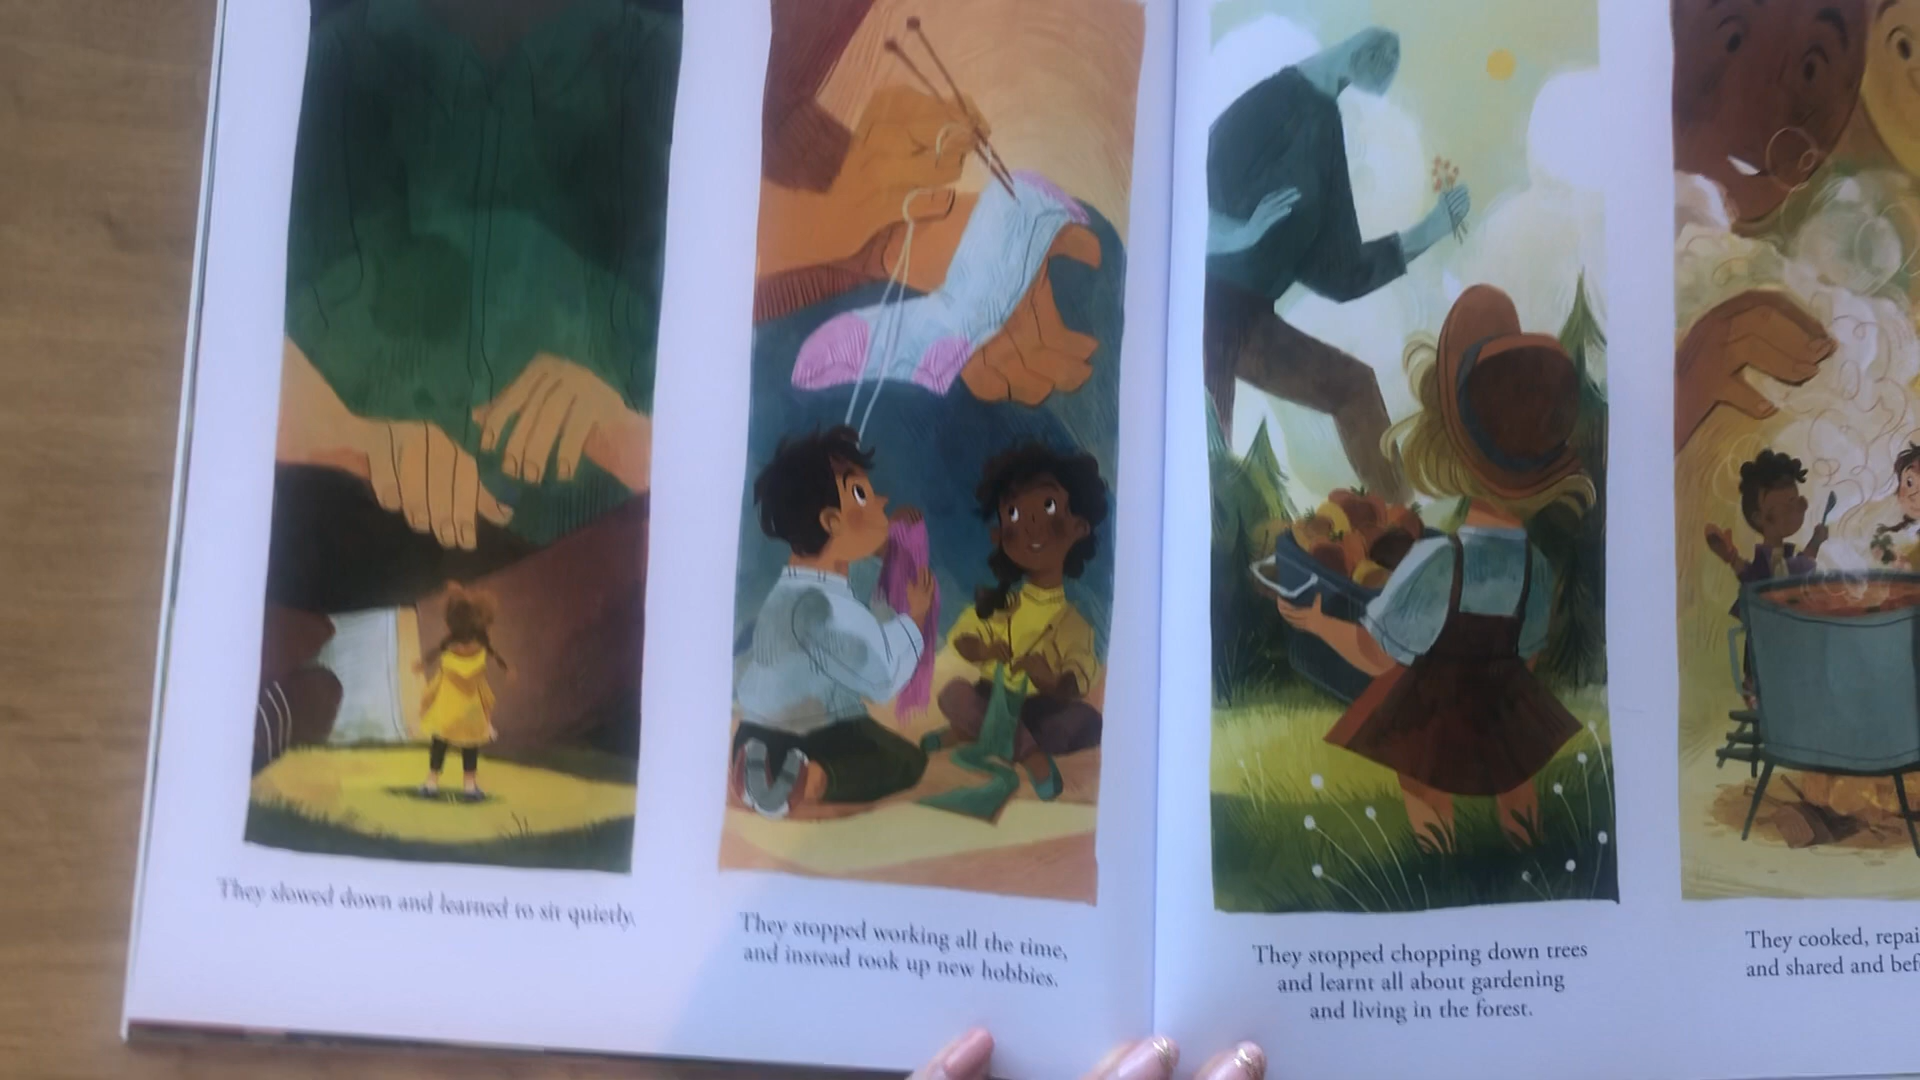 They slowed down and learned to sit quietly.
They stopped working all the time,
and instead took up new hobbies.
They stopped chopping down trees
and learnt all about gardening
and living in the forest.
They cooked,
and shared and